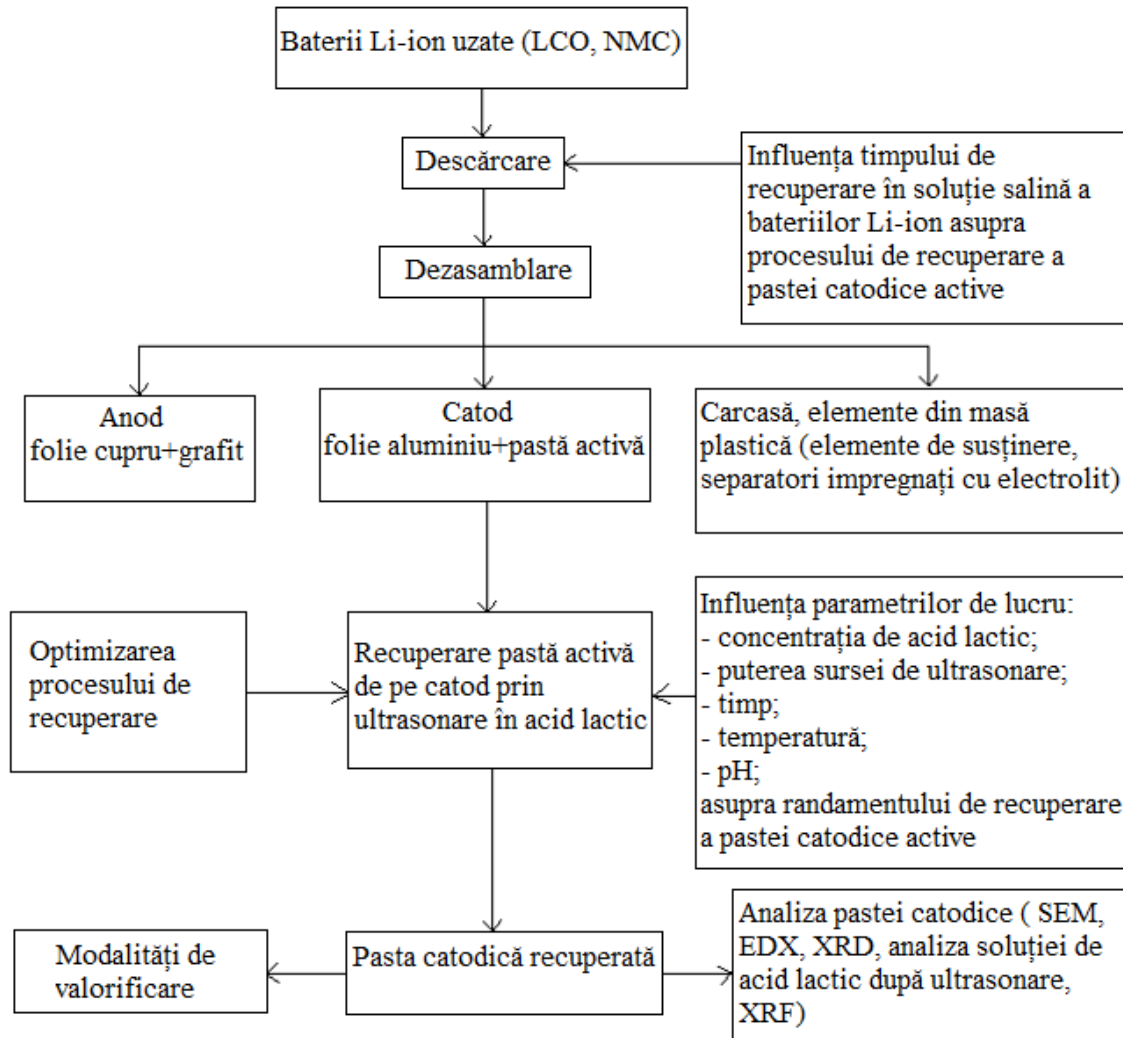 Baterii Li-ion uzate (LCO, NMC)
Descărcare
Influența timpului de
recuperare în soluție salină a
bateriilor Li-ion asupra
procesului de recuperare a
pastei catodice active
Dezasamblare
Anod
folie cupru+grafit
Catod
folie aluminiu+pastă activă
Carcasă, elemente din masă
plastică (elemente de susținere,
separatori impregnați cu electrolit)
Optimizarea
procesului de
recuperare
Recuperare pastă activă
de pe catod prin
ultrasonare în acid lactic
Influența parametrilor de lucru:
- concentrația de acid lactic;
- puterea sursei de ultrasonare;
- timp;
- temperatură;
- pH;
asupra randamentului de recuperare
a pastei catodice active
Modalități de
valorificare
Pasta catodică recuperată
Analiza pastei catodice ( SEM,
EDX, XRD, analiza soluției de
acid lactic după ultrasonare,
XRF)